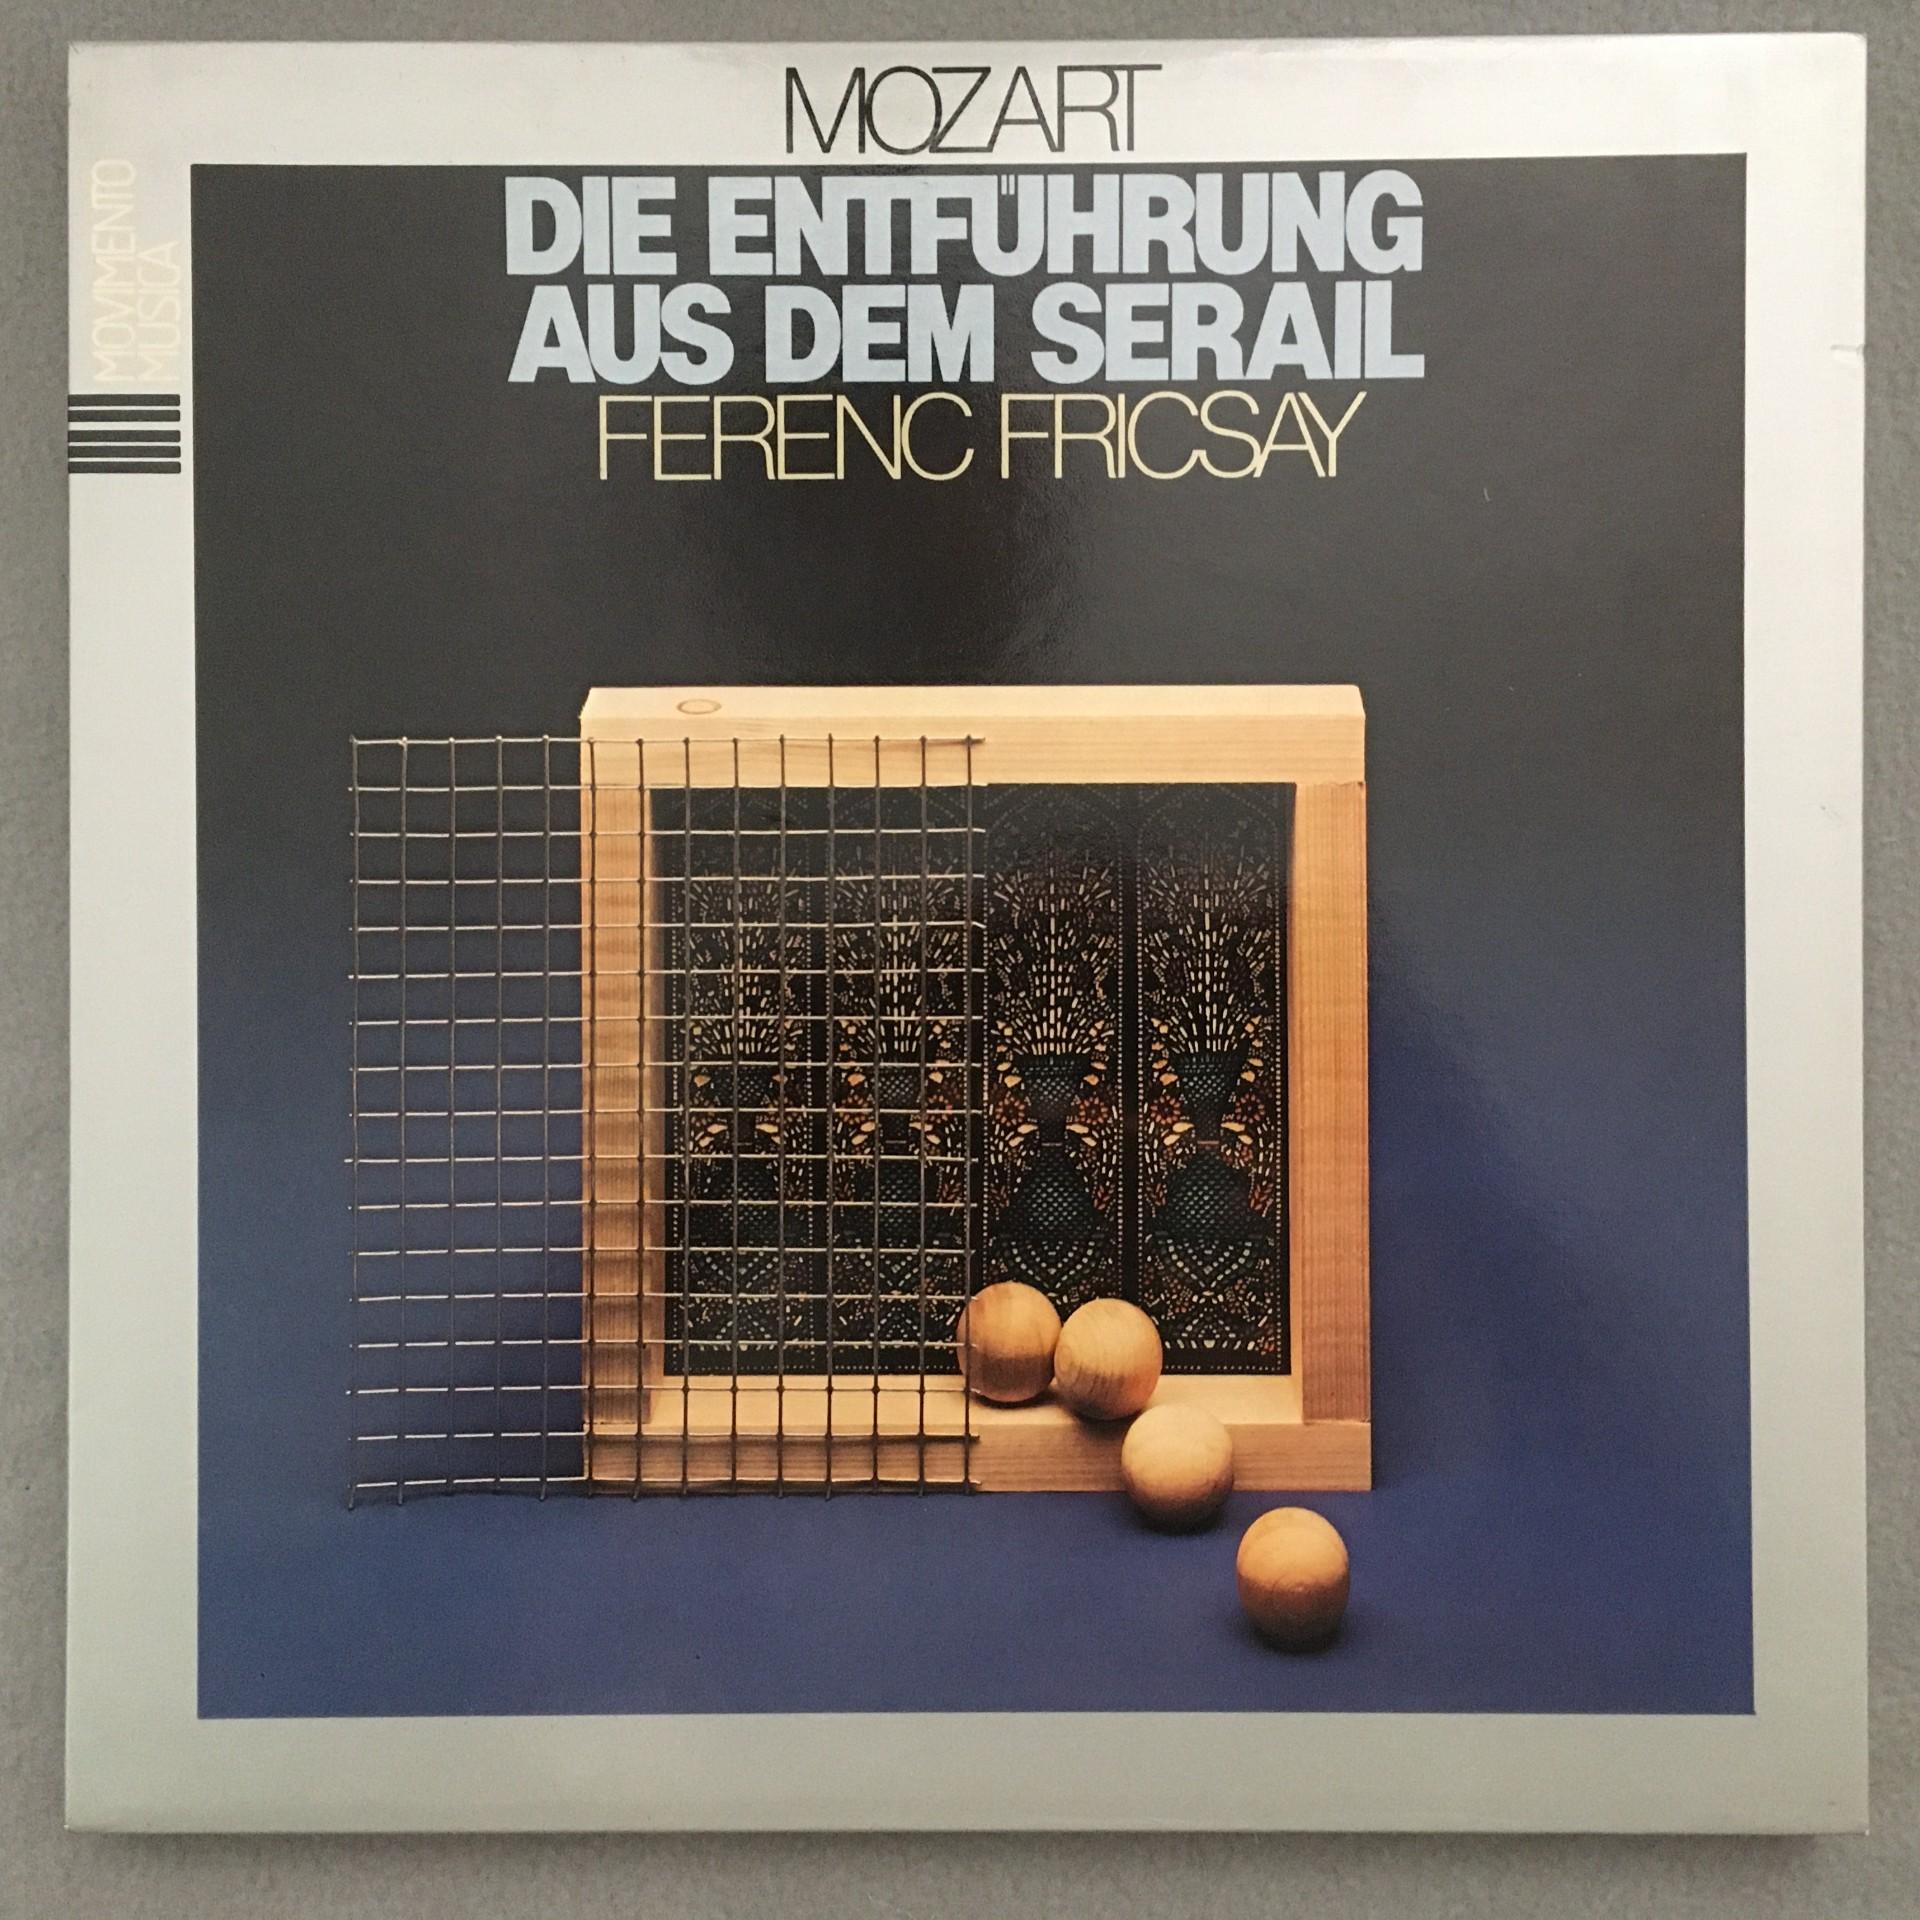 MOZART
DIE ENTFÜHRUNG
AUS DEM SERAIL
FERENC FRICSAY
MOVIMENTO
MUSICA